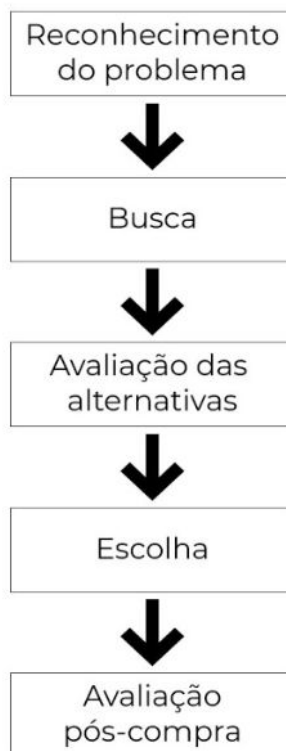 Reconhecimento
do problema
Busca
Avaliação das
alternativas
Escolha
Avaliação
pós-compra